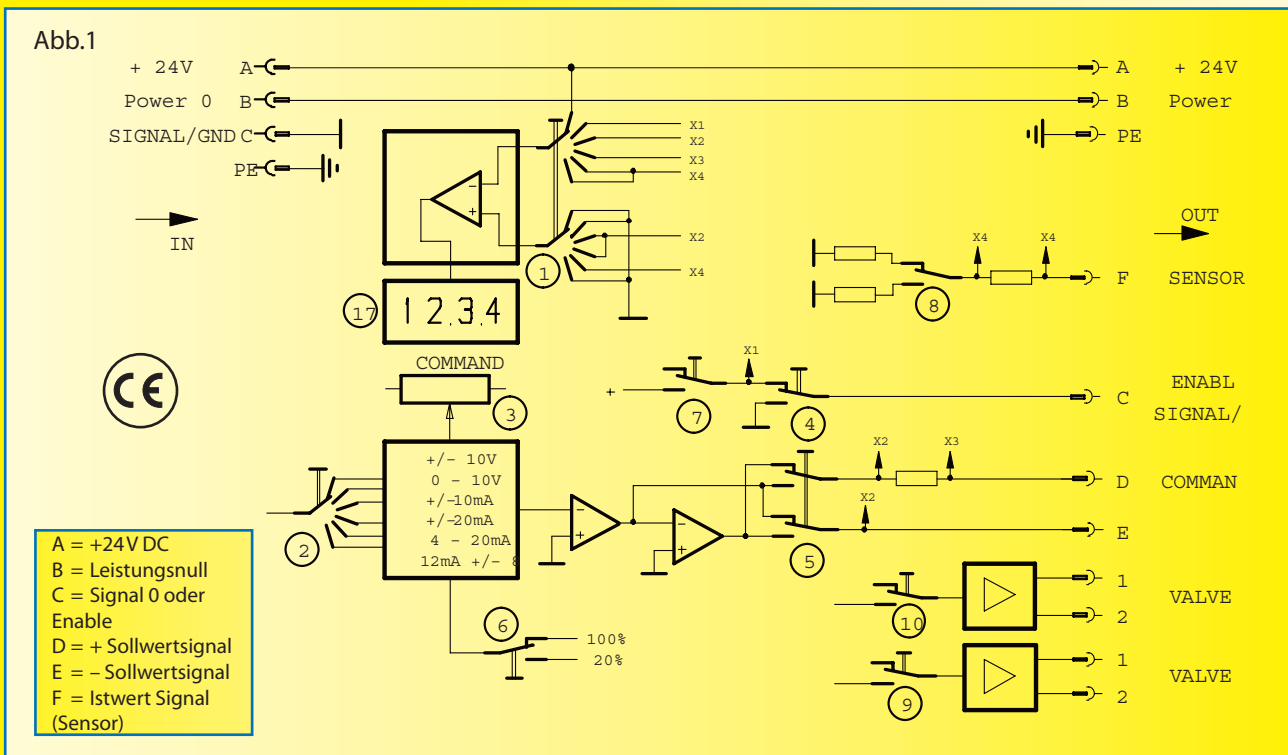 Abb.1
+ 24V A A + 24V
Power 0 B B Power
SIGNAL/GND C PE
PE
X1
X2
X3
X4
IN
OUT
X2
X4
1
X4 X4
F SENSOR
8
17 1 2.3.4
CE
COMMAND
3
X1
+ 7 4 C ENABL
SIGNAL/
+/- 10V
0 - 10V
+/-10mA
+/-20mA
4 - 20mA
12mA +/- 8
2
- +
- +
X2 X3
D COMMAN
X2
E
5
6
100%
20%
10
1
2
VALVE
9
1
2
VALVE
A = +24V DC
B = Leistungsnull
C = Signal 0 oder
Enable
D = + Sollwertsignal
E = – Sollwertsignal
F = Istwert Signal
(Sensor)